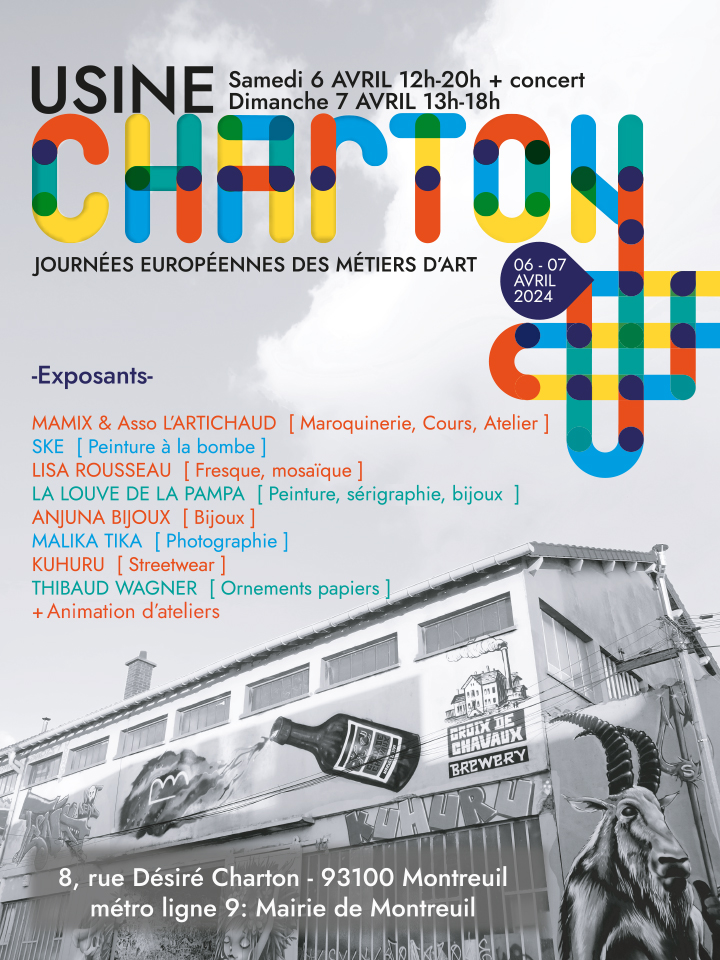 USINE
Samedi 6 AVRIL 12h-20h + concert
Dimanche 7 AVRIL 13h-18h
CHArTON
JOURNÉES EUROPÉENNES DES MÉTIERS D'ART
06 - 07
AVRIL
2024
-Exposants-
MAMIX & Asso L'ARTICHAUD [ Maroquinerie, Cours, Atelier ]
SKE [ Peinture à la bombe ]
LISA ROUSSEAU [ Fresque, mosaïque ]
LA LOUVE DE LA PAMPA [ Peinture, sérigraphie, bijoux ]
ANJUNA BIJOUX [ Bijoux ]
MALIKA TIKA [ Photographie ]
KUHURU [ Streetwear ]
THIBAUD WAGNER [ Ornements papiers ]
+ Animation d'ateliers
CROIX DE
CHAVAUX
BREWERY
KUHURU
8, rue Désiré Charton - 93100 Montreuil
métro ligne 9: Mairie de Montreuil